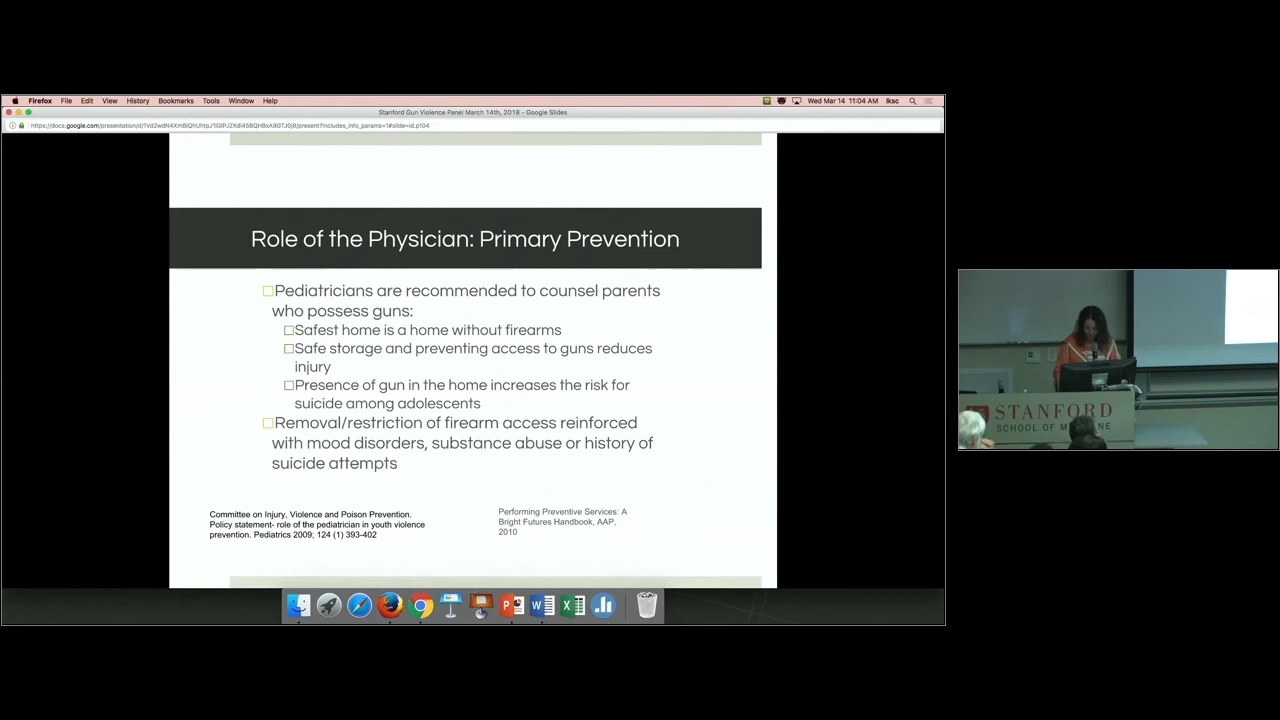 Firefox File Edit View History Bookmarks Tools Window Help Wed Mar 14 11:04 AM lksc
Stanford Gun Violence Panel March 14th, 2018 - Google Slides
Role of the Physician: Primary Prevention
Pediatricians are recommended to counsel parents
who possess guns:
Safest home is a home without firearms
Safe storage and preventing access to guns reduces
injury
Presence of gun in the home increases the risk for
suicide among adolescents
Removal/restriction of firearm access reinforced
with mood disorders, substance abuse or history of
suicide attempts
Committee on Injury, Violence and Poison Prevention.
Policy statement- role of the pediatrician in youth violence
prevention. Pediatrics 2009; 124 (1) 393-402
Performing Preventive Services: A
Bright Futures Handbook, AAP,
2010
STANFORD
SCHOOL OF